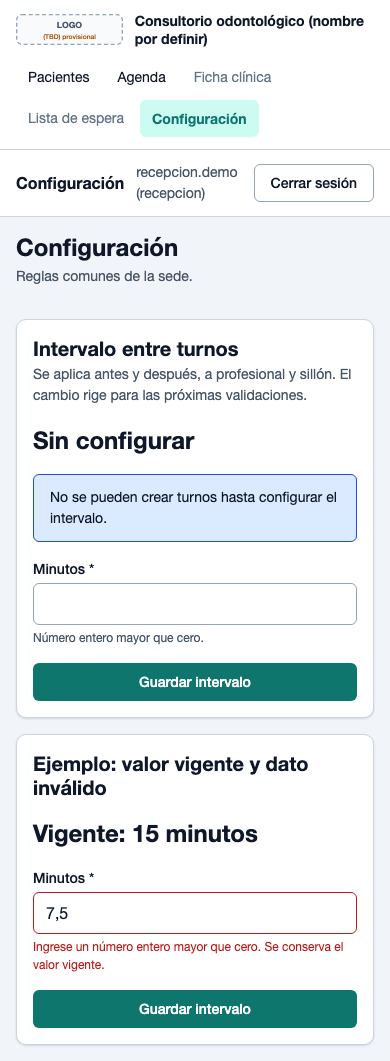 LOGO
(TBD) provisional
Consultorio odontológico (nombre
por definir)
Pacientes
Agenda
Ficha clínica
Lista de espera
Configuración
Configuración
recepcion.demo
(recepcion)
Cerrar sesión
Configuración
Reglas comunes de la sede.
Intervalo entre turnos
Se aplica antes y después, a profesional y sillón. El
cambio rige para las próximas validaciones.
Sin configurar
No se pueden crear turnos hasta configurar el
intervalo.
Minutos *
Número entero mayor que cero.
Guardar intervalo
Ejemplo: valor vigente y dato
inválido
Vigente: 15 minutos
Minutos *
7,5
Ingrese un número entero mayor que cero. Se conserva el
valor vigente.
Guardar intervalo